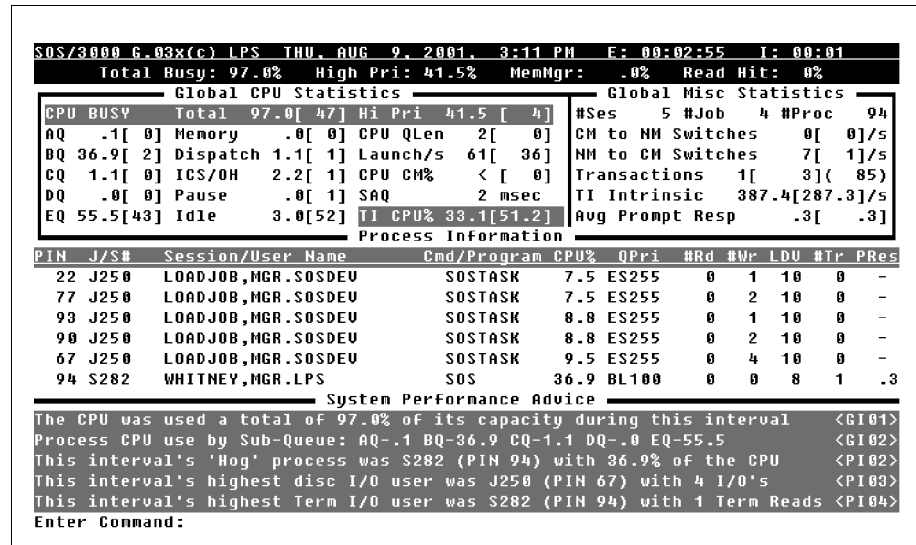 SOS/3000 G.03x(c) LPS THU, AUG 9, 2001, 3:11 PM E: 00:02:55 I: 00:01
Total Busy: 97.0% High Pri: 41.5% MemMgr: .0% Read Hit: 0%
Global CPU Statistics Global Misc Statistics
CPU BUSY Total 97.0[ 47] Hi Pri 41.5 [ 4] #Ses 5 #Job 4 #Proc 94
AQ .1[ 0] Memory .0[ 0] CPU QLen 2[ 0] CM to NM Switches 0[ 0]/s
BQ 36.9[ 2] Dispatch 1.1[ 1] Launch/s 61[ 36] NM to CM Switches 7[ 1]/s
CQ 1.1[ 0] ICS/OH 2.2[ 1] CPU CM% < [ 0] Transactions 1[ 3]( 85)
DQ .0[ 0] Pause .0[ 1] SAQ 2 msec TI Intrinsic 387.4[287.3]/s
EQ 55.5[43] Idle 3.0[52] TI CPU% 33.1[51.2] Avg Prompt Resp .3[ .3]
Process Information
PIN J/S# Session/User Name Cmd/Program CPU% QPri #Rd #Wr LDV #Tr PRes
22 J250 LOADJOB,MGR.SOSDEV SOSTASK 7.5 ES255 0 1 10 0 -
77 J250 LOADJOB,MGR.SOSDEV SOSTASK 7.5 ES255 0 2 10 0 -
93 J250 LOADJOB,MGR.SOSDEV SOSTASK 8.8 ES255 0 1 10 0 -
90 J250 LOADJOB,MGR.SOSDEV SOSTASK 8.8 ES255 0 2 10 0 -
67 J250 LOADJOB,MGR.SOSDEV SOSTASK 9.5 ES255 0 4 10 0 -
94 S282 WHITNEY,MGR.LPS SOS 36.9 BL100 0 0 8 1 .3
System Performance Advice
The CPU was used a total of 97.0% of its capacity during this interval <GI01>
Process CPU use by Sub-Queue: AQ-.1 BQ-36.9 CQ-1.1 DQ-.0 EQ-55.5 <GI02>
This interval's 'Hog' process was S282 (PIN 94) with 36.9% of the CPU <PI02>
This interval's highest disc I/O user was J250 (PIN 67) with 4 I/O's <PI03>
This interval's highest Term I/O user was S282 (PIN 94) with 1 Term Reads <PI04>
Enter Command: